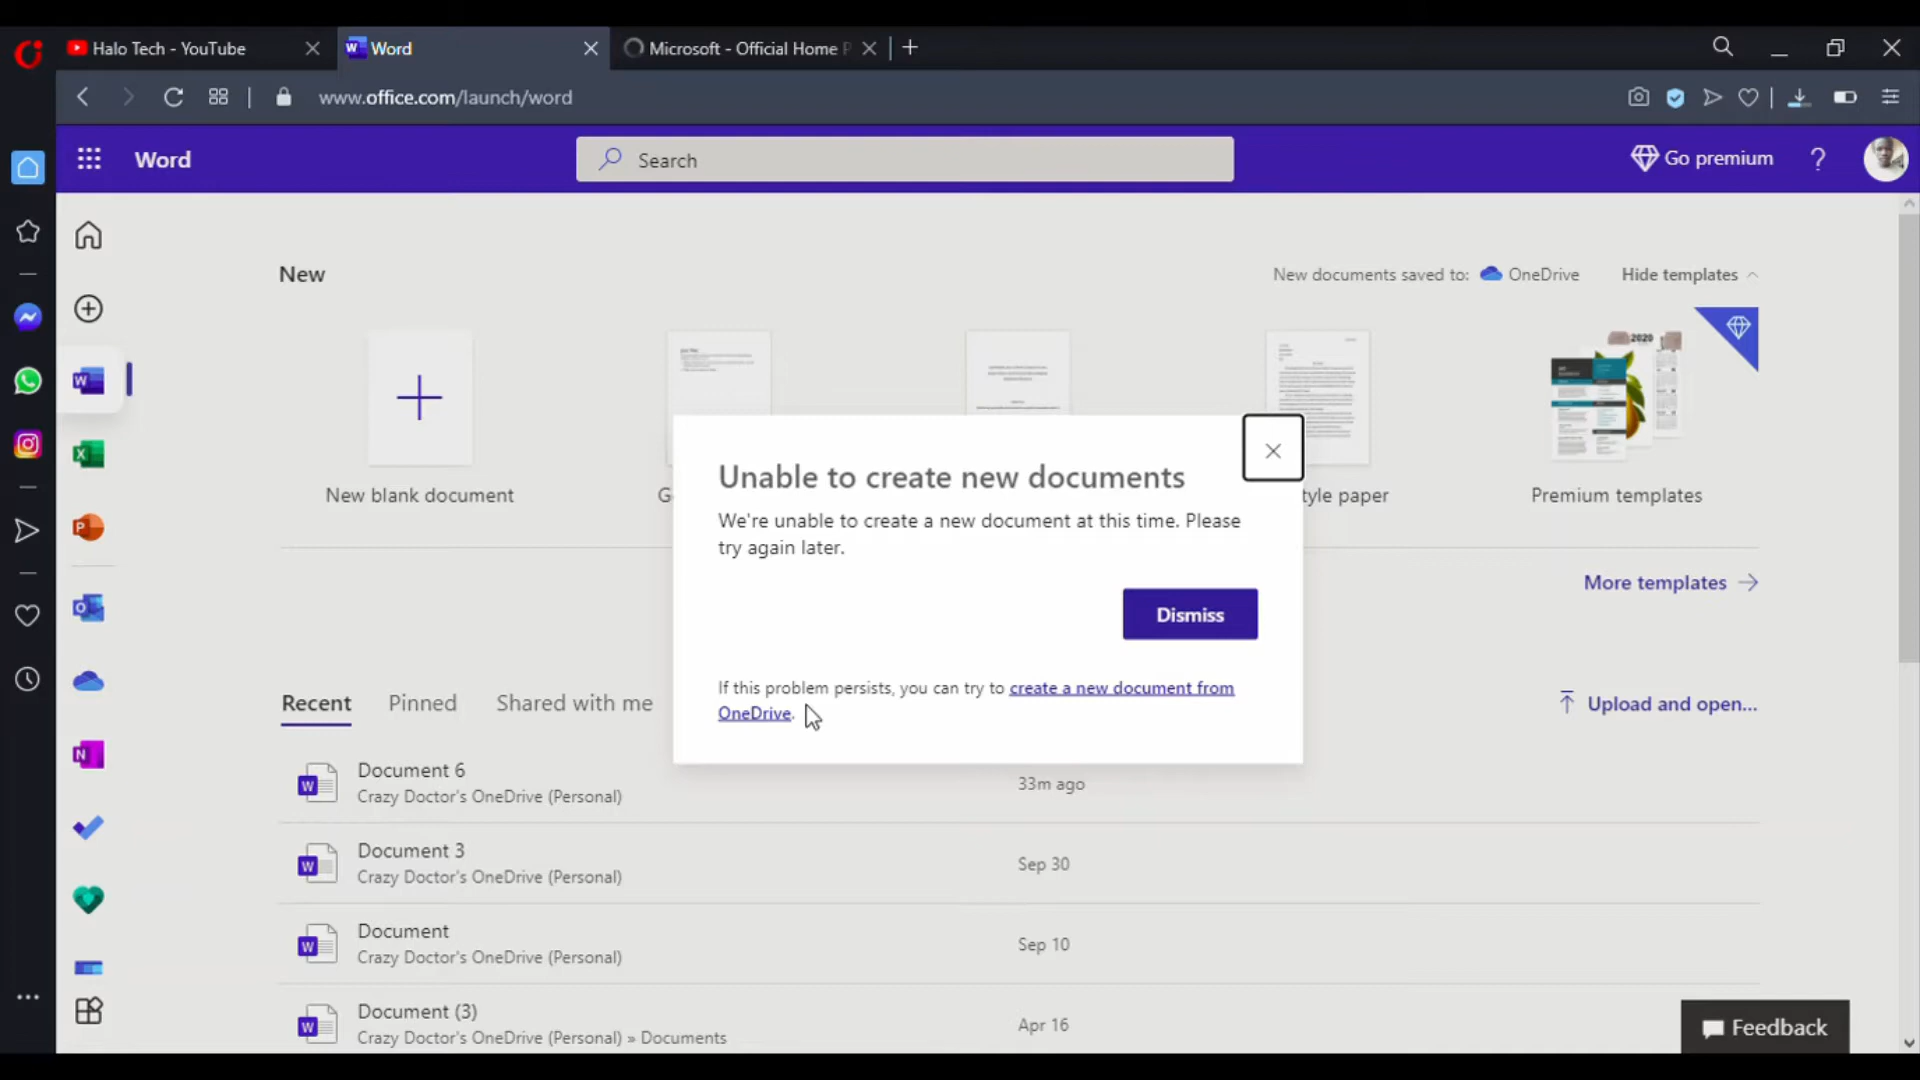 Halo Tech - YouTube
Word
Microsoft - Official Home P
www.office.com/launch/word
Word
Search
Go premium
New
New documents saved to: OneDrive
Hide templates
2020
New blank document
G
tyle paper
Premium templates
Unable to create new documents
We're unable to create a new document at this time. Please
try again later.
Dismiss
If this problem persists, you can try to create a new document from
OneDrive.
More templates
Recent
Pinned
Shared with me
Upload and open...
Document 6
Crazy Doctor's OneDrive (Personal)
33m ago
Document 3
Crazy Doctor's OneDrive (Personal)
Sep 30
Document
Crazy Doctor's OneDrive (Personal)
Sep 10
Document (3)
Crazy Doctor's OneDrive (Personal) » Documents
Apr 16
Feedback